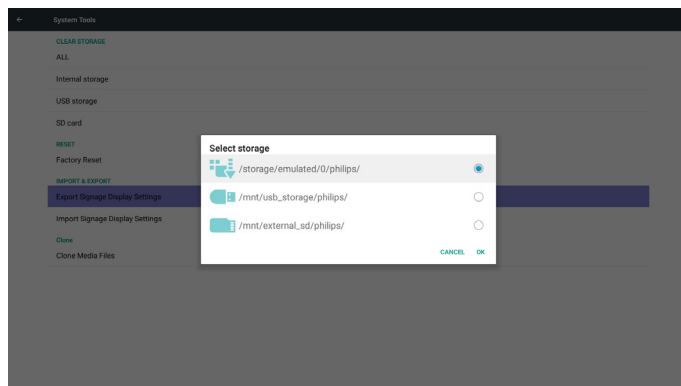 System Tools
CLEAR STORAGE
ALL
Internal storage
USB storage
SD card
RESET
Factory Reset
IMPORT & EXPORT
Export Signage Display Settings
Import Signage Display Settings
Clone
Clone Media Files
Select storage
/storage/emulated/0/philips/
/mnt/usb_storage/philips/
/mnt/external_sd/philips/
CANCEL OK